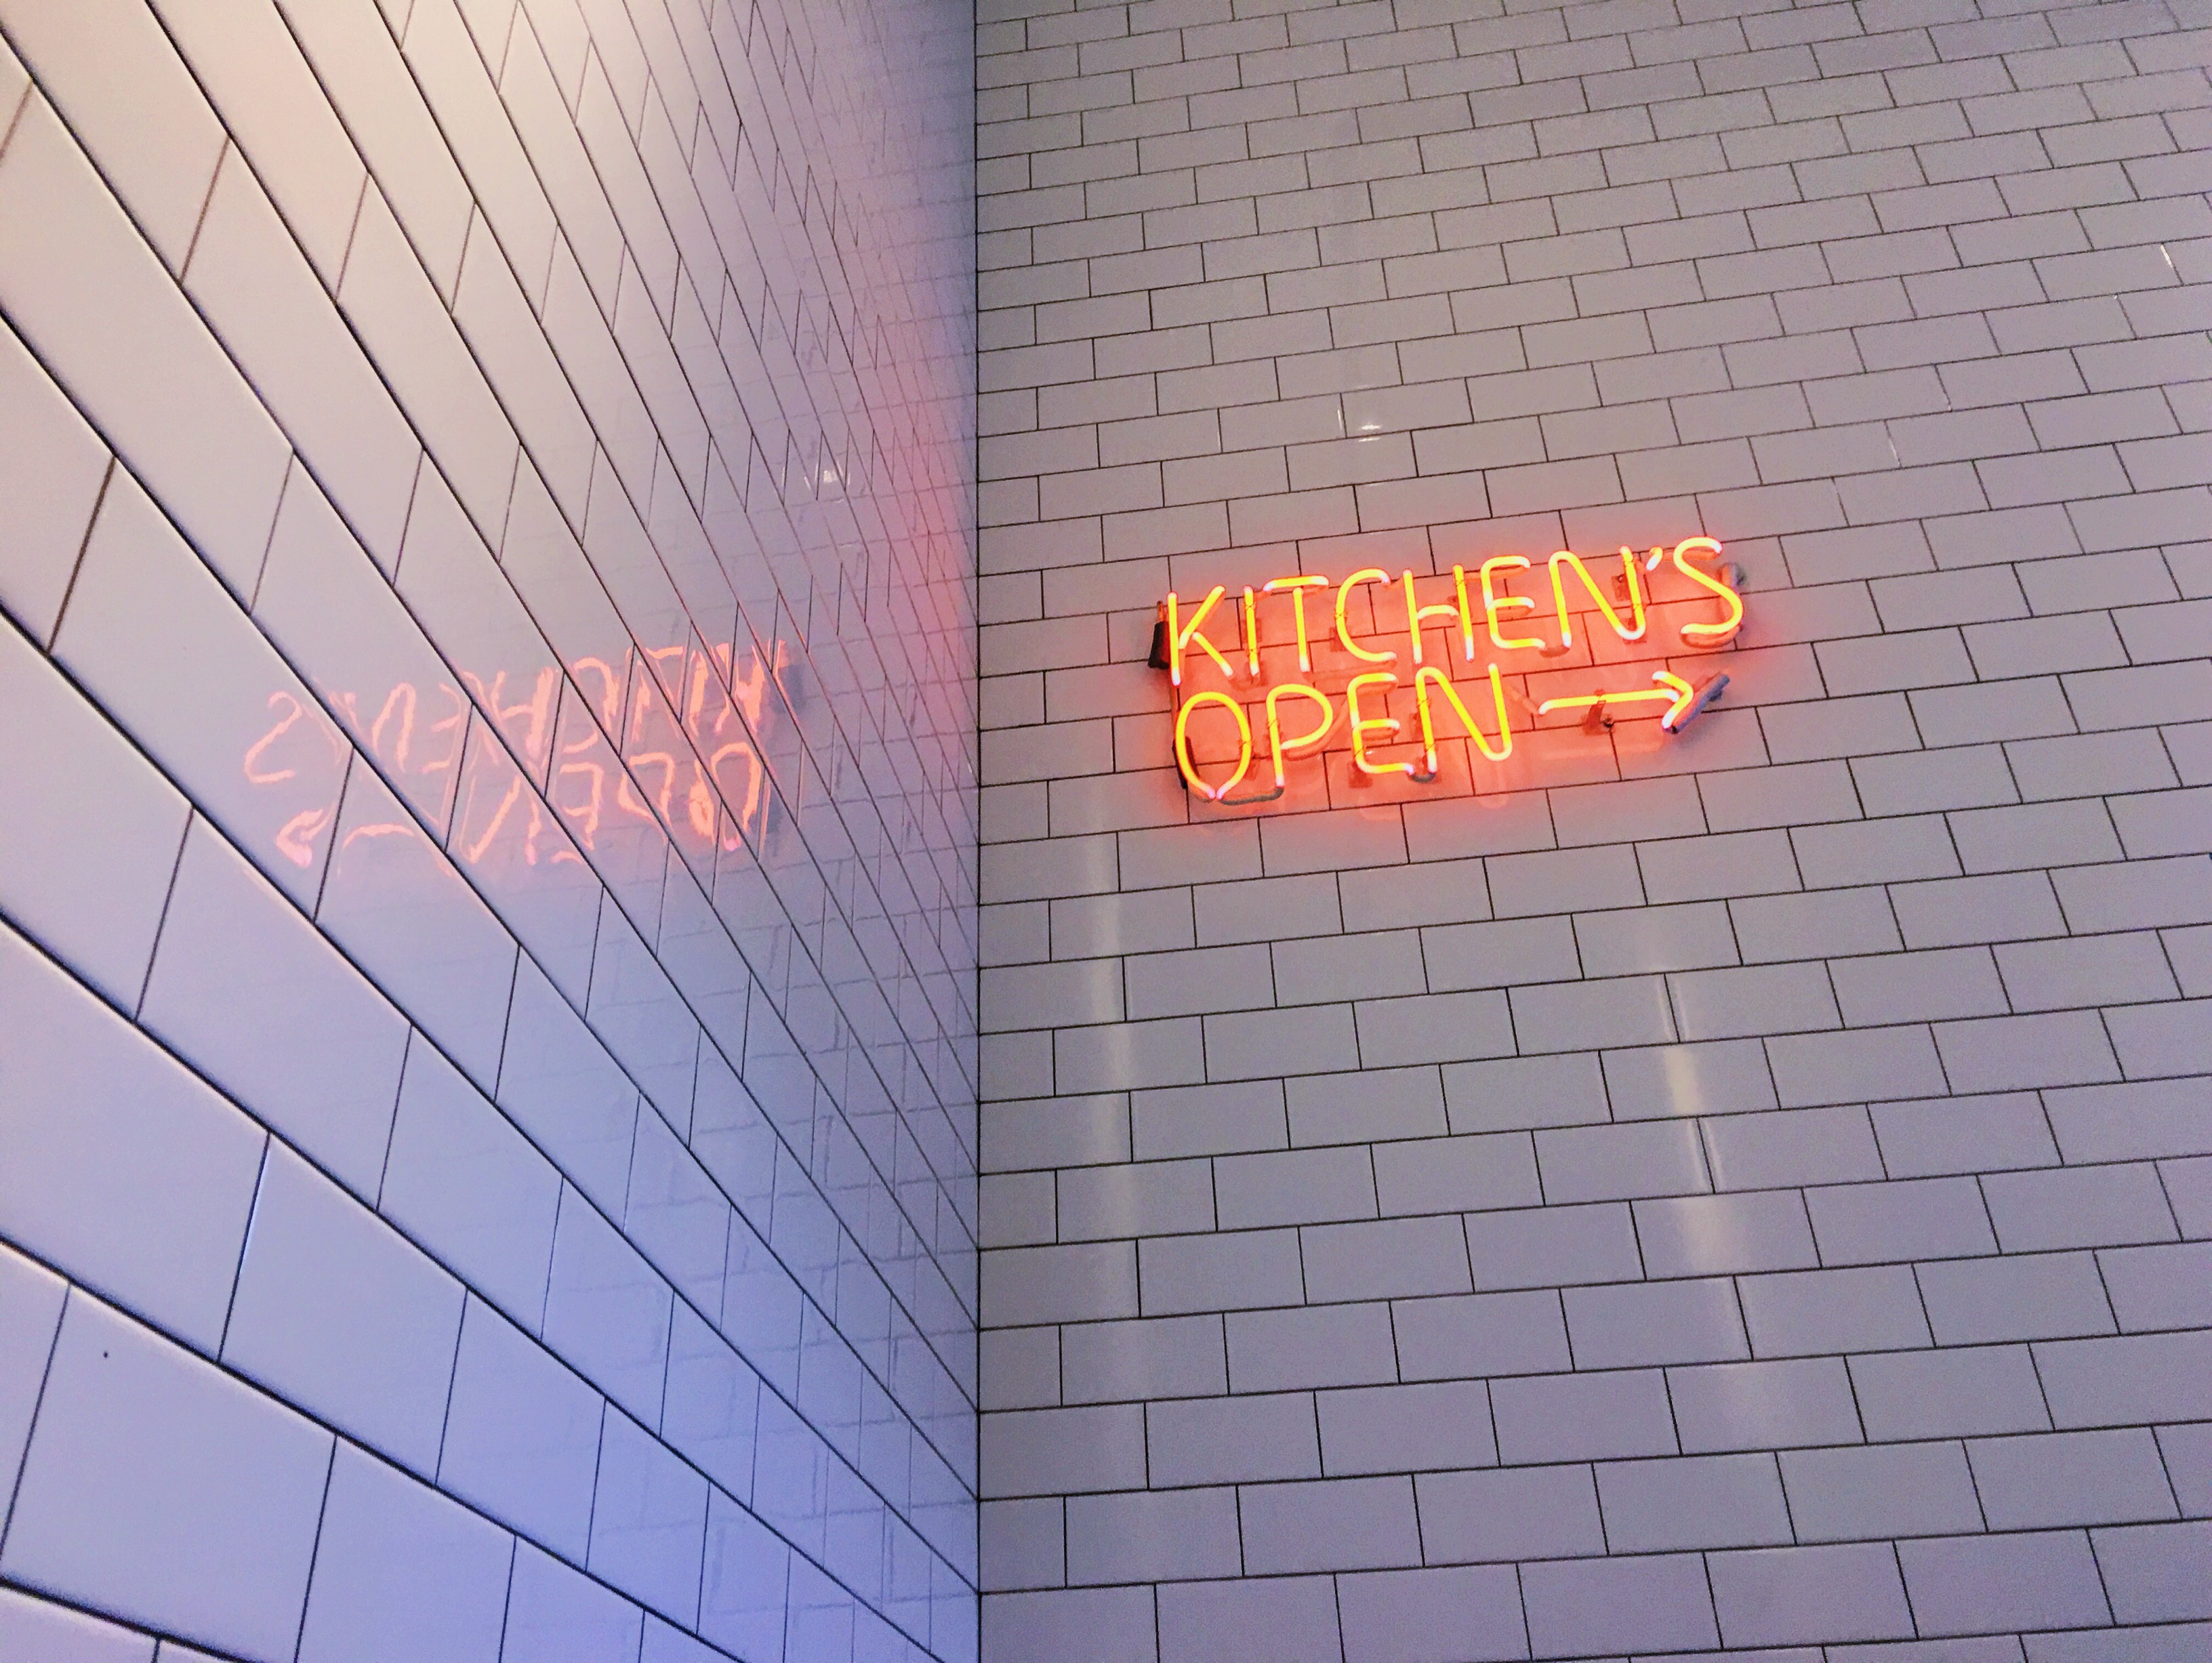 KITCHEN'S
OPEN →